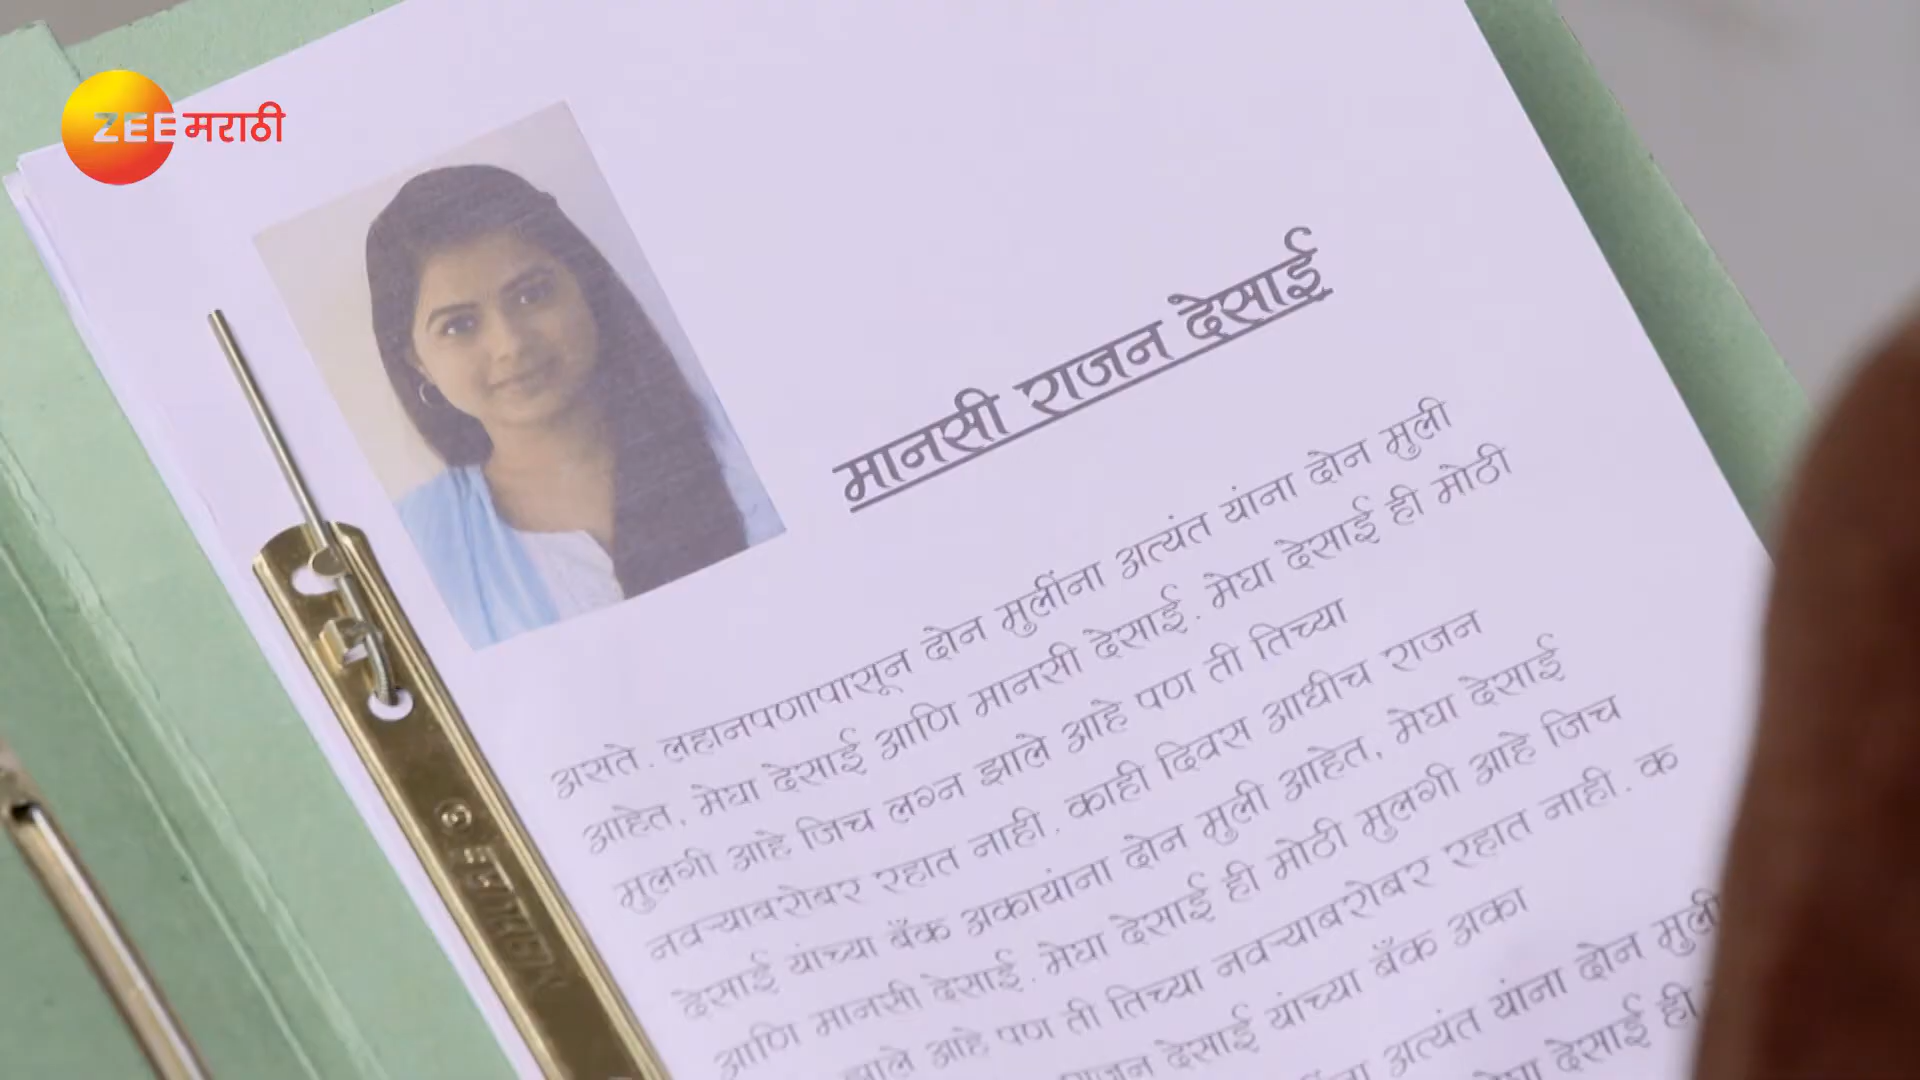 ZEE मराठी
मानसी राजन देसाई
असते. लहानपणापासून दोन मुलींना अत्यंत यांना दोन मुली
आहेत, मेघा देसाई आणि मानसी देसाई. मेघा देसाई ही मोठी
मुलगी आहे जिच लग्न झाले आहे पण ती तिच्या
नवऱ्याबरोबर रहात नाही. काही दिवस आधीच राजन
देसाई यांच्या बँक अकायांना दोन मुली आहेत, मेघा देसाई
आणि मानसी देसाई. मेघा देसाई ही मोठी मुलगी आहे जिच
झाले आहे पण ती तिच्या नवऱ्याबरोबर रहात नाही. क
राजन देसाई यांच्या बँक अका
अत्यंत यांना दोन मुली
देसाई ही